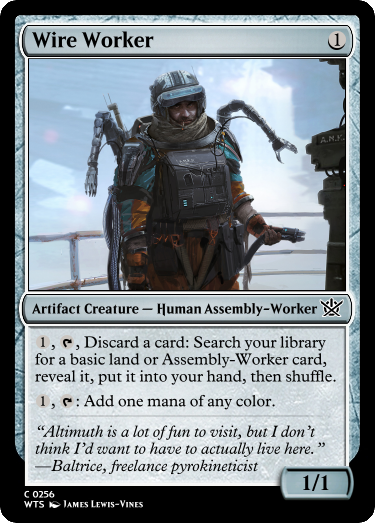 Wire Worker 1
A.N.F.
Artifact Creature — Human Assembly-Worker
1, T, Discard a card: Search your library
for a basic land or Assembly-Worker card,
reveal it, put it into your hand, then shuffle.
1, T: Add one mana of any color.
“Altimuth is a lot of fun to visit, but I don’t
think I’d want to have to actually live here.”
—Baltrice, freelance pyrokineticist
1/1
C 0256
WTS James Lewis-Vines